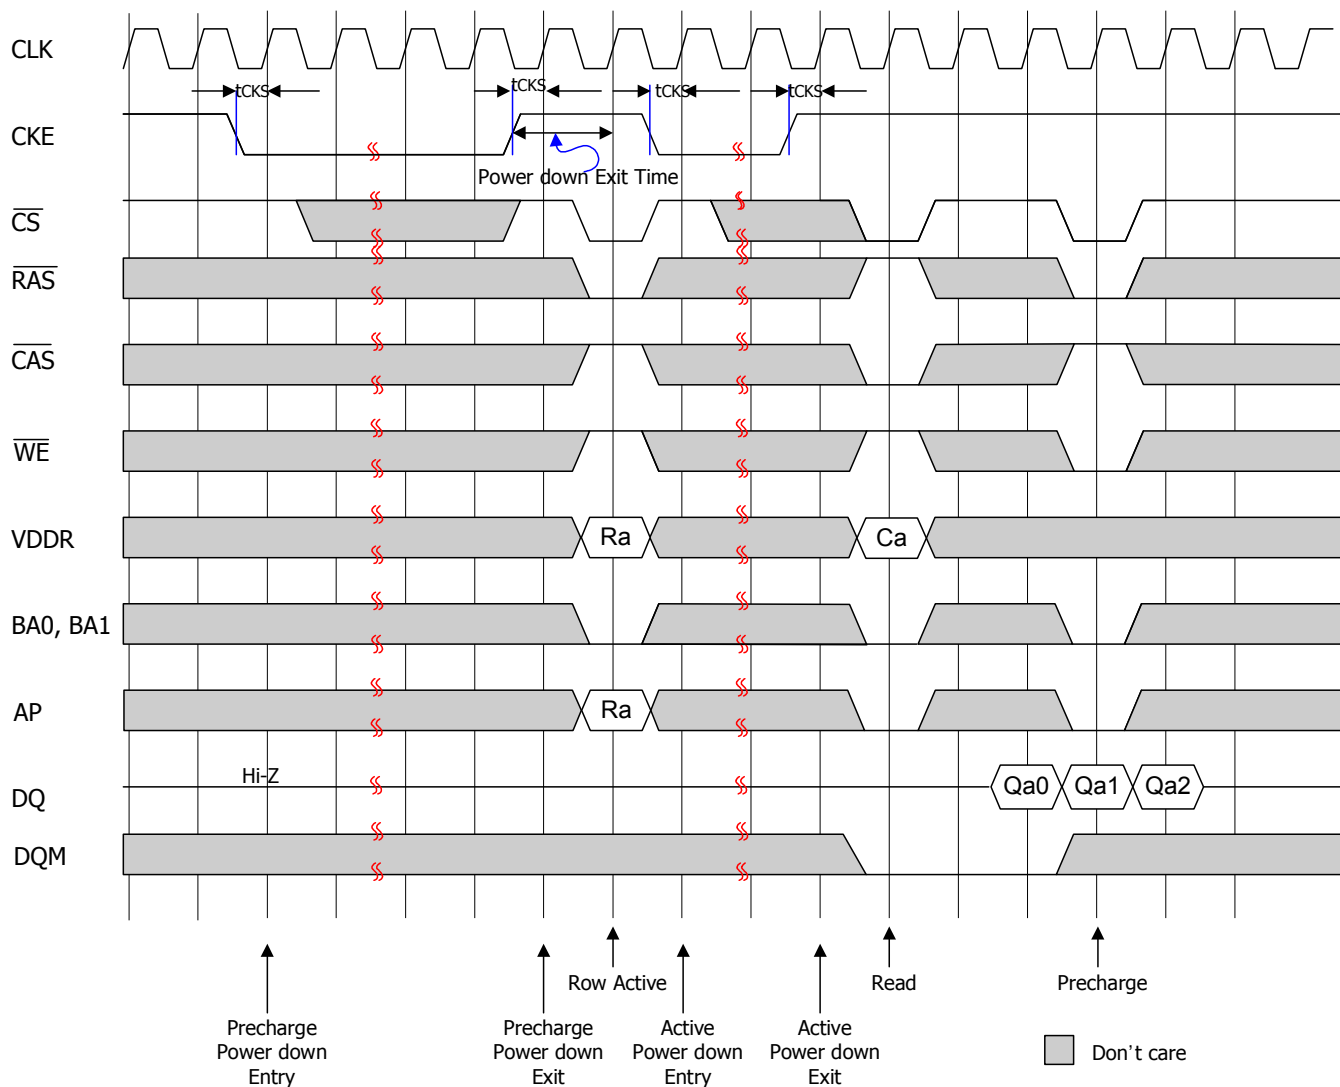 CLK
tCKS tCKS tCKS tCKS
CKE
Power down Exit Time
CS
RAS
CAS
WE
VDDR Ra Ca
BA0, BA1
AP Ra
Hi-Z
DQ Qa0 Qa1 Qa2
DQM
Row Active Read Precharge
Precharge
Power down
Entry
Precharge
Power down
Exit
Active
Power down
Entry
Active
Power down
Exit
Don't care